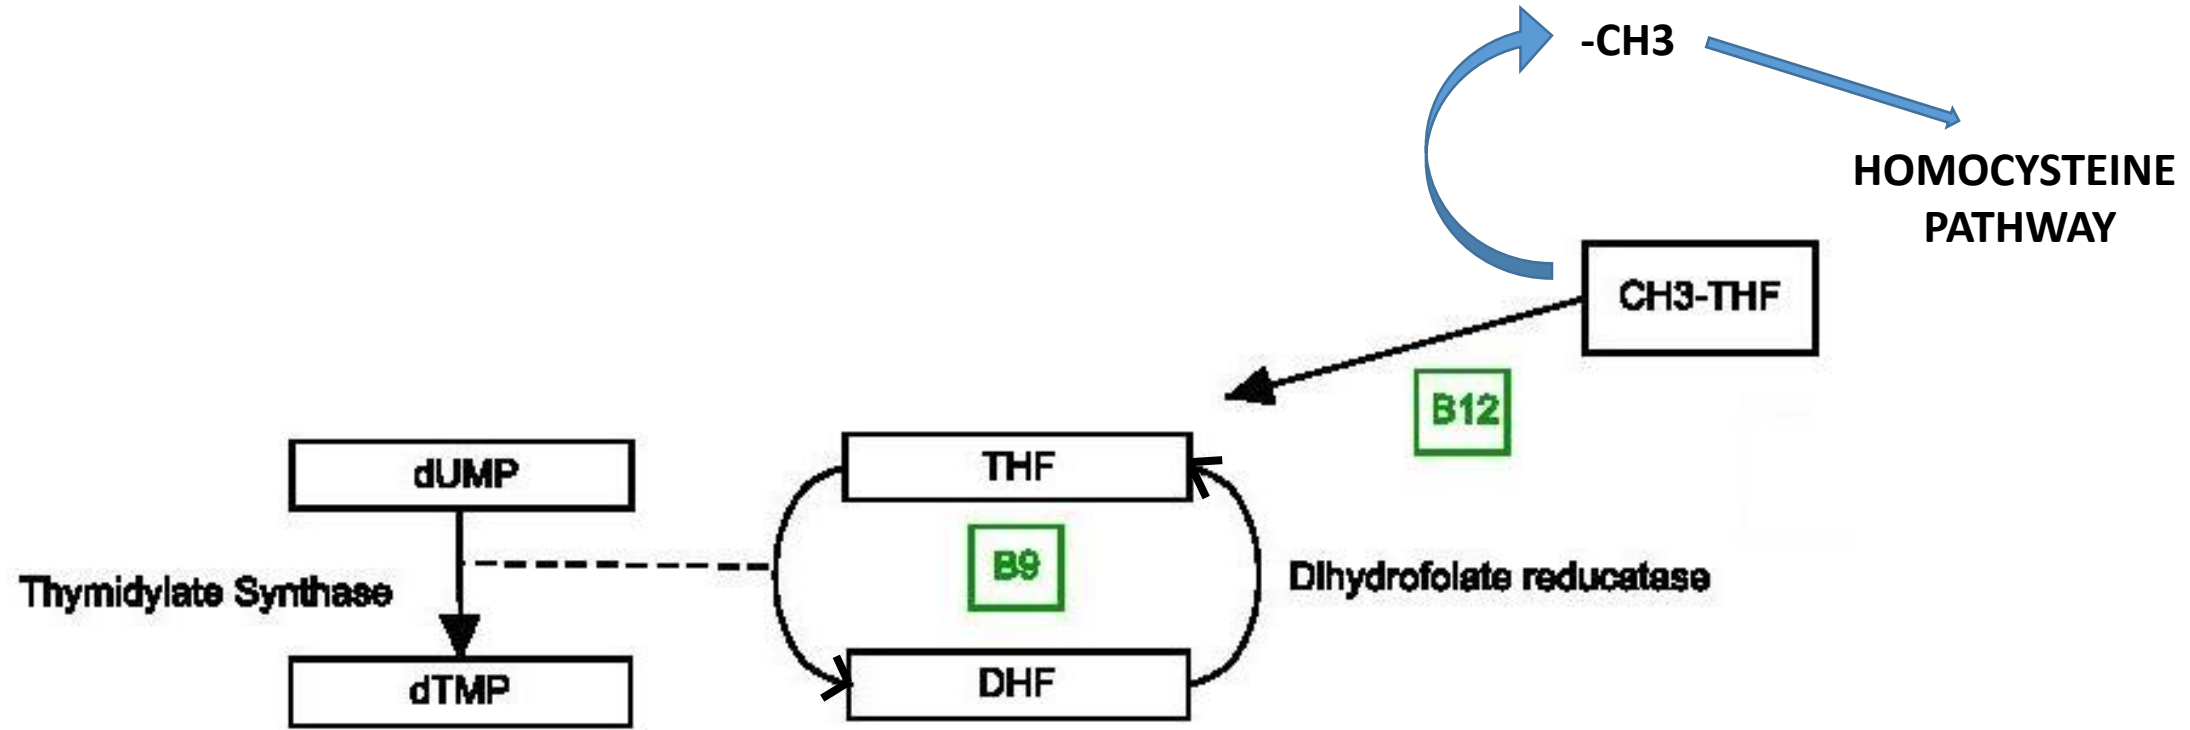 -CH3
HOMOCYSTEINE
PATHWAY
CH3-THF
B12
dUMP
THF
B9
Thymidylate Synthase
Dihydrofolate reducatase
dTMP
DHF